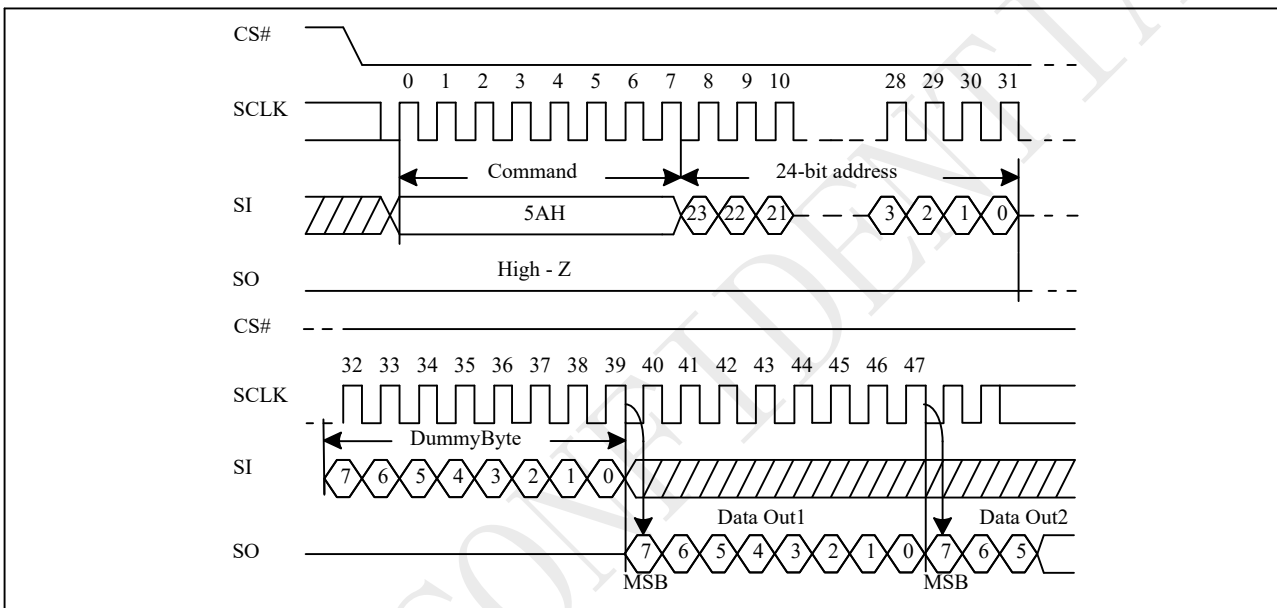 CS#
0 1 2 3 4 5 6 7 8 9 10 28 29 30 31
SCLK
Command 24-bit address
SI 5AH 23 22 21 3 2 1 0
High - Z
SO
CS#
32 33 34 35 36 37 38 39 40 41 42 43 44 45 46 47
SCLK
DummyByte
SI 7 6 5 4 3 2 1 0
Data Out1 Data Out2
SO 7 6 5 4 3 2 1 0 7 6 5
MSB MSB
CONFIDENTIA